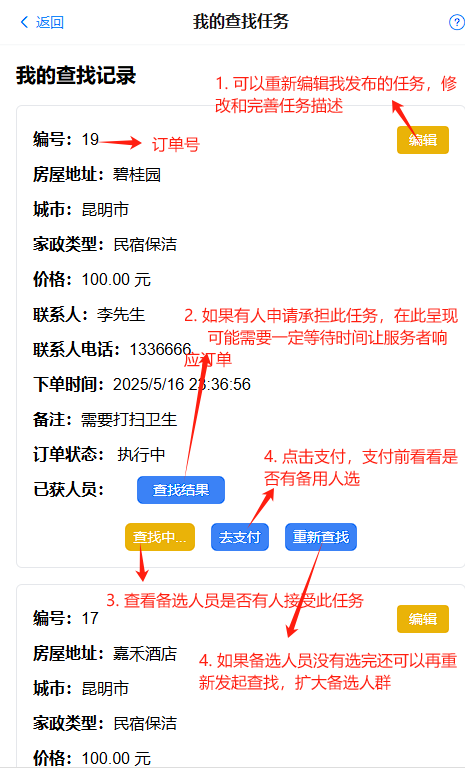 返回
我的查找任务
?
我的查找记录
1. 可以重新编辑我发布的任务，修
改和完善任务描述
编号：19
订单号
编辑
房屋地址：碧桂园
城市：昆明市
家政类型：民宿保洁
价格：100.00 元
联系人：李先生
2. 如果有人申请承担此任务，在此呈现
可能需要一定等待时间让服务者响
应订单
联系人电话：1336666
下单时间：2025/5/16 23:36:56
备注：需要打扫卫生
订单状态：执行中
4. 点击支付，支付前看看是
否有备用人选
已获人员：
查找结果
查找中...
去支付
重新查找
3. 查看备选人员是否有人接受此任务
编号：17
编辑
房屋地址：嘉禾酒店
4. 如果备选人员没有选完还可以再重
新发起查找，扩大备选人群
城市：昆明市
家政类型：民宿保洁
价格：100.00 元